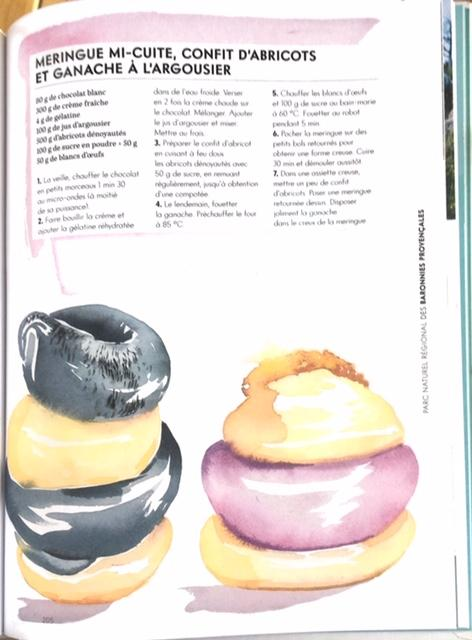 MERINGUE MI-CUITE, CONFIT D'ABRICOTS
ET GANACHE À L'ARGOUSIER
80 g de chocolat blanc
300 g de crème fraîche
4 g de gélatine
100 g de jus d'argousier
300 g d'abricots dénoyautés
100 g de sucre en poudre + 50 g
50 g de blancs d'œufs
1. La veille, chauffer le chocolat
en petits morceaux 1 min 30
au micro-ondes (à moitié
de sa puissance).
2. Faire bouillir la crème et
ajouter la gélatine réhydratée
dans de l'eau froide. Verser
en 2 fois la crème chaude sur
le chocolat. Mélanger. Ajouter
le jus d'argousier et mixer.
Mettre au frais.
3. Préparer le confit d'abricot
en cuisant à feu doux
les abricots dénoyautés avec
50 g de sucre, en remuant
régulièrement, jusqu'à obtention
d'une compotée
4. Le lendemain, fouetter
la ganache. Préchauffer le four
à 85 °C.
5. Chauffer les blancs d'œufs
et 100 g de sucre au bain-marie
à 60 °C. Fouetter au robot
pendant 5 min
6. Pocher la meringue sur des
petits bols retournés pour
obtenir une forme creuse. Cuire
30 min et démouler aussitôt
7. Dans une assiette creuse,
mettre un peu de confit
d'abricots. Poser une meringue
retournée dessus. Disposer
joliment la ganache
dans le creux de la meringue
PARC NATUREL RÉGIONAL DES BARONNIES PROVENÇALES
205